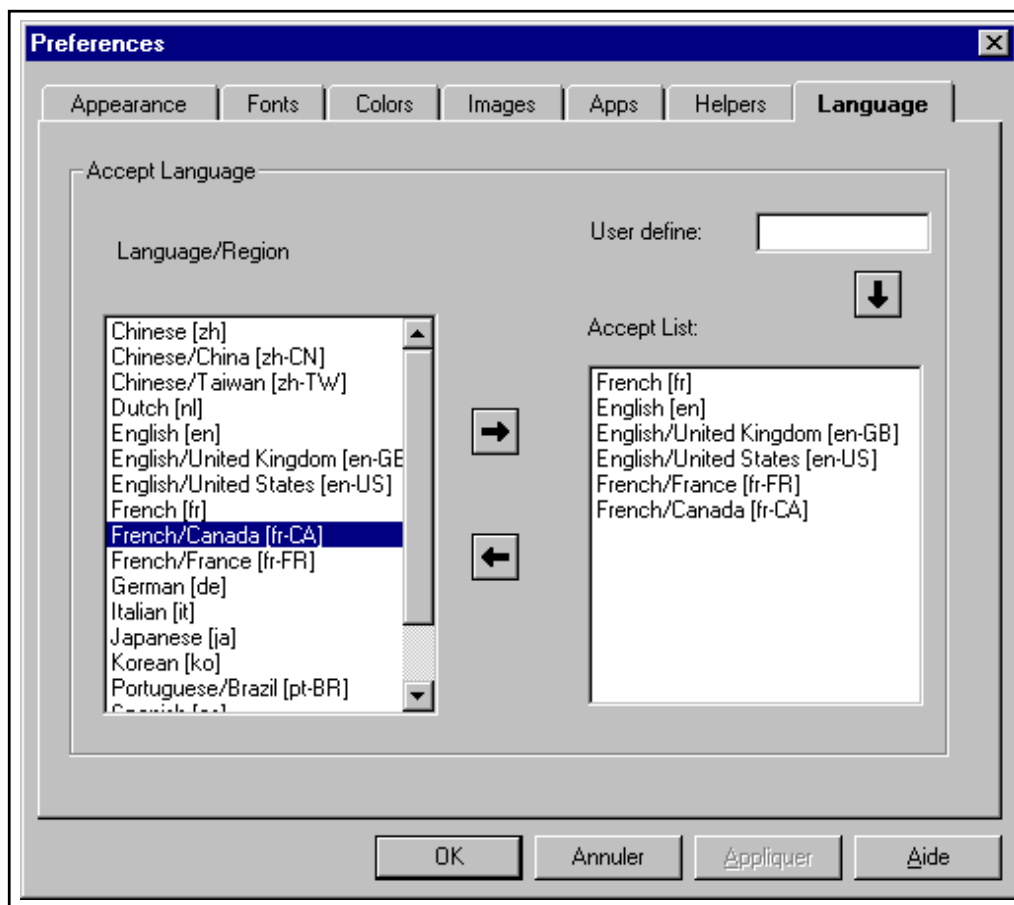 Preferences
Appearance Fonts Colors Images Apps Helpers Language
Accept Language
User define:
Language/Region
Accept List:
Chinese [zh]
Chinese/China [zh-CN]
Chinese/Taiwan [zh-TW]
Dutch [nl]
English [en]
English/United Kingdom [en-GB
English/United States [en-US]
French [fr]
French/Canada [fr-CA]
French/France [fr-FR]
German [de]
Italian [it]
Japanese [ja]
Korean [ko]
Portuguese/Brazil [pt-BR]
French [fr]
English [en]
English/United Kingdom [en-GB]
English/United States [en-US]
French/France [fr-FR]
French/Canada [fr-CA]
OK Annuler Appliquer Aide